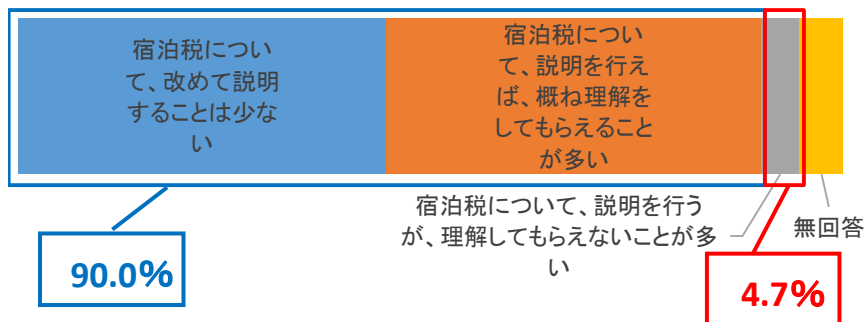 宿泊税につい
て、改めて説明
することは少な
い
宿泊税につい
て、説明を行え
ば、概ね理解を
してもらえること
が多い
宿泊税について、説明を行う
が、理解してもらえないことが多
い
無回答
90.0%
4.7%